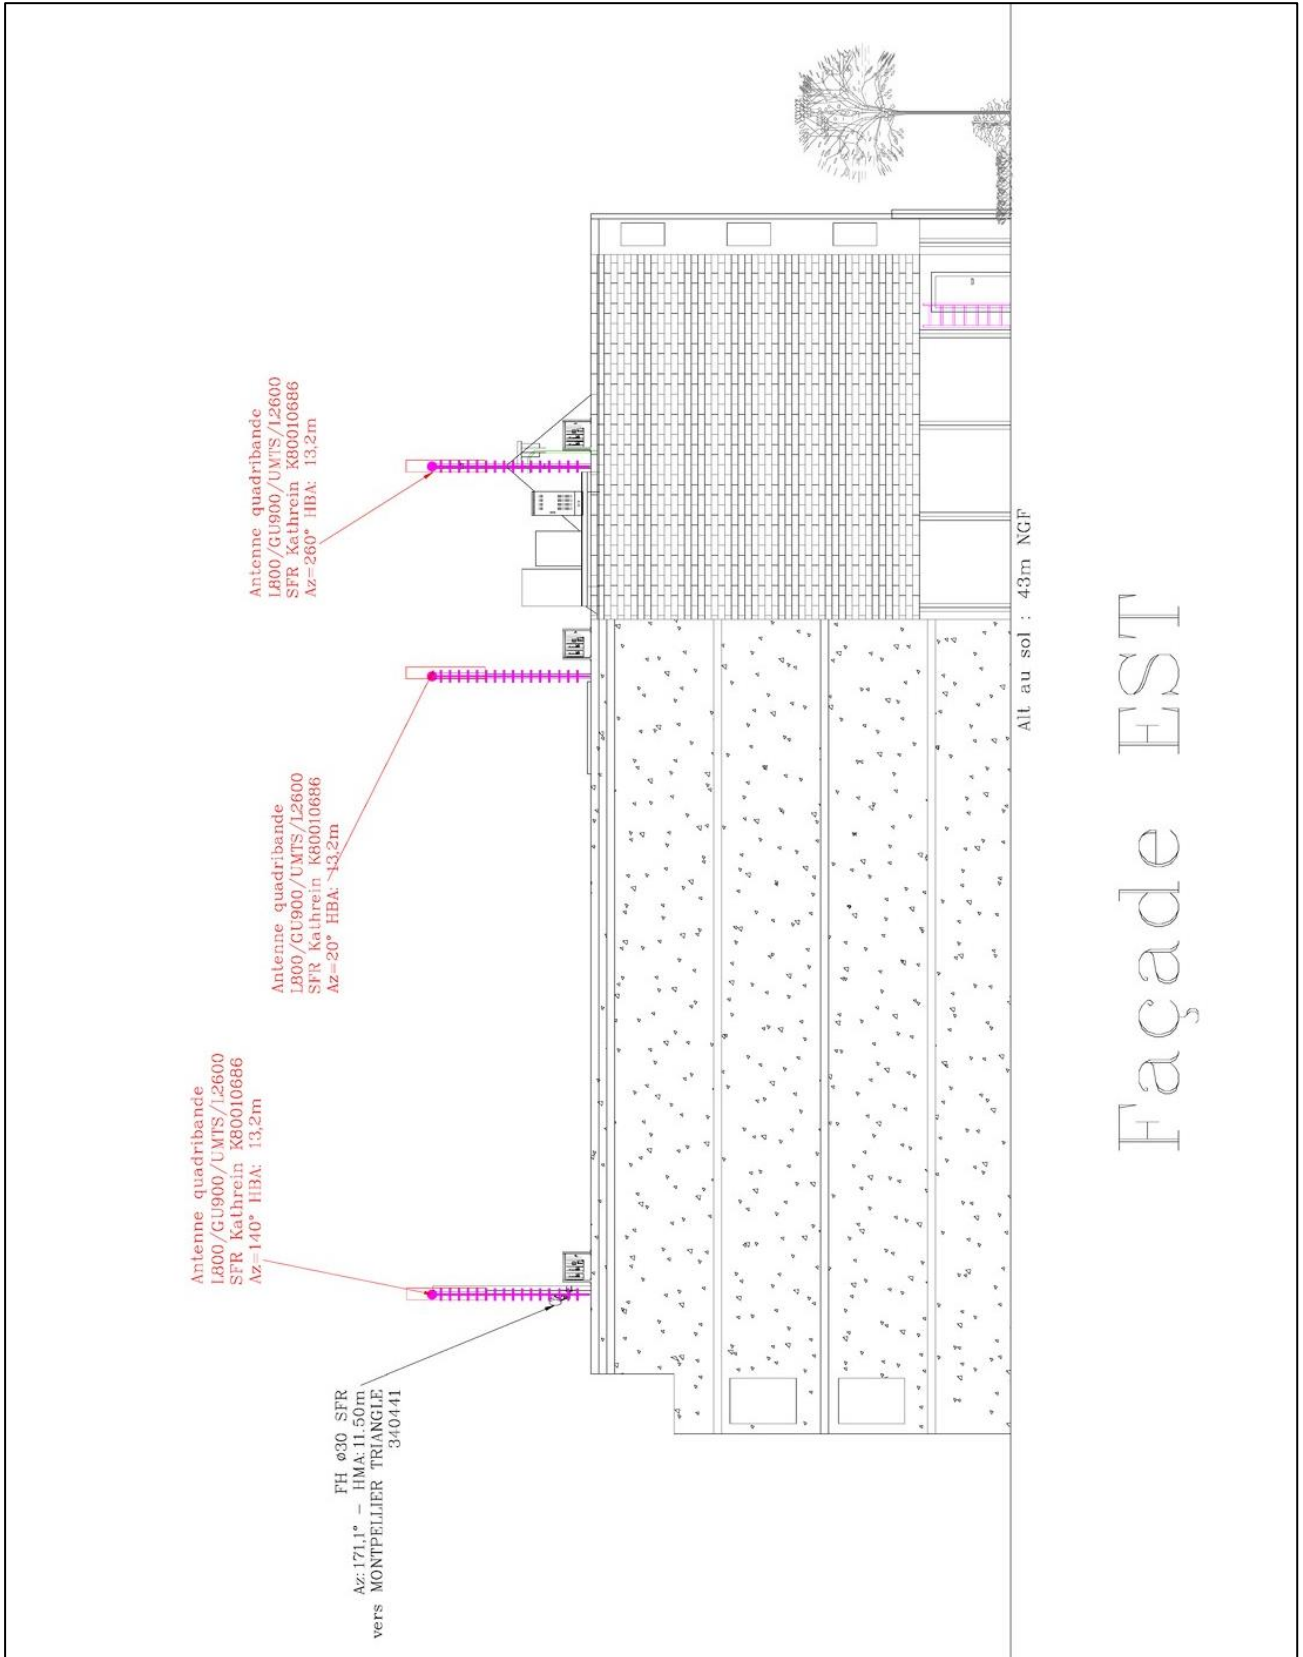 FH ø30 SFR
Az: 171,1° - HMA: 11.50m
vers MONTPELLIER TRIANGLE
340441
Antenne quadribande
L800/GU900/UMTS/L2600
SFR Kathrein K80010686
Az=140° HBA: 13,2m
Antenne quadribande
L800/GU900/UMTS/L2600
SFR Kathrein K80010686
Az=20° HBA: 13,2m
Antenne quadribande
L800/GU900/UMTS/L2600
SFR Kathrein K80010686
Az=260° HBA: 13,2m
Alt au sol : 43m NGF
Façade EST